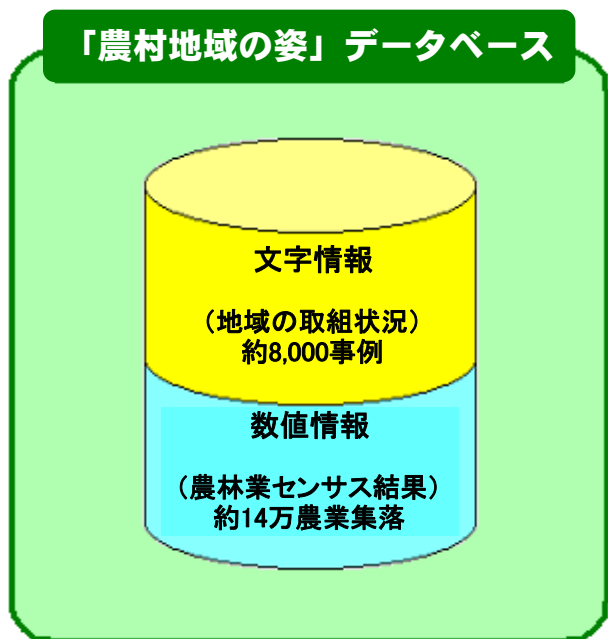 「農村地域の姿」データベース
文字情報
（地域の取組状況）
約8,000事例
数値情報
（農林業センサス結果）
約14万農業集落